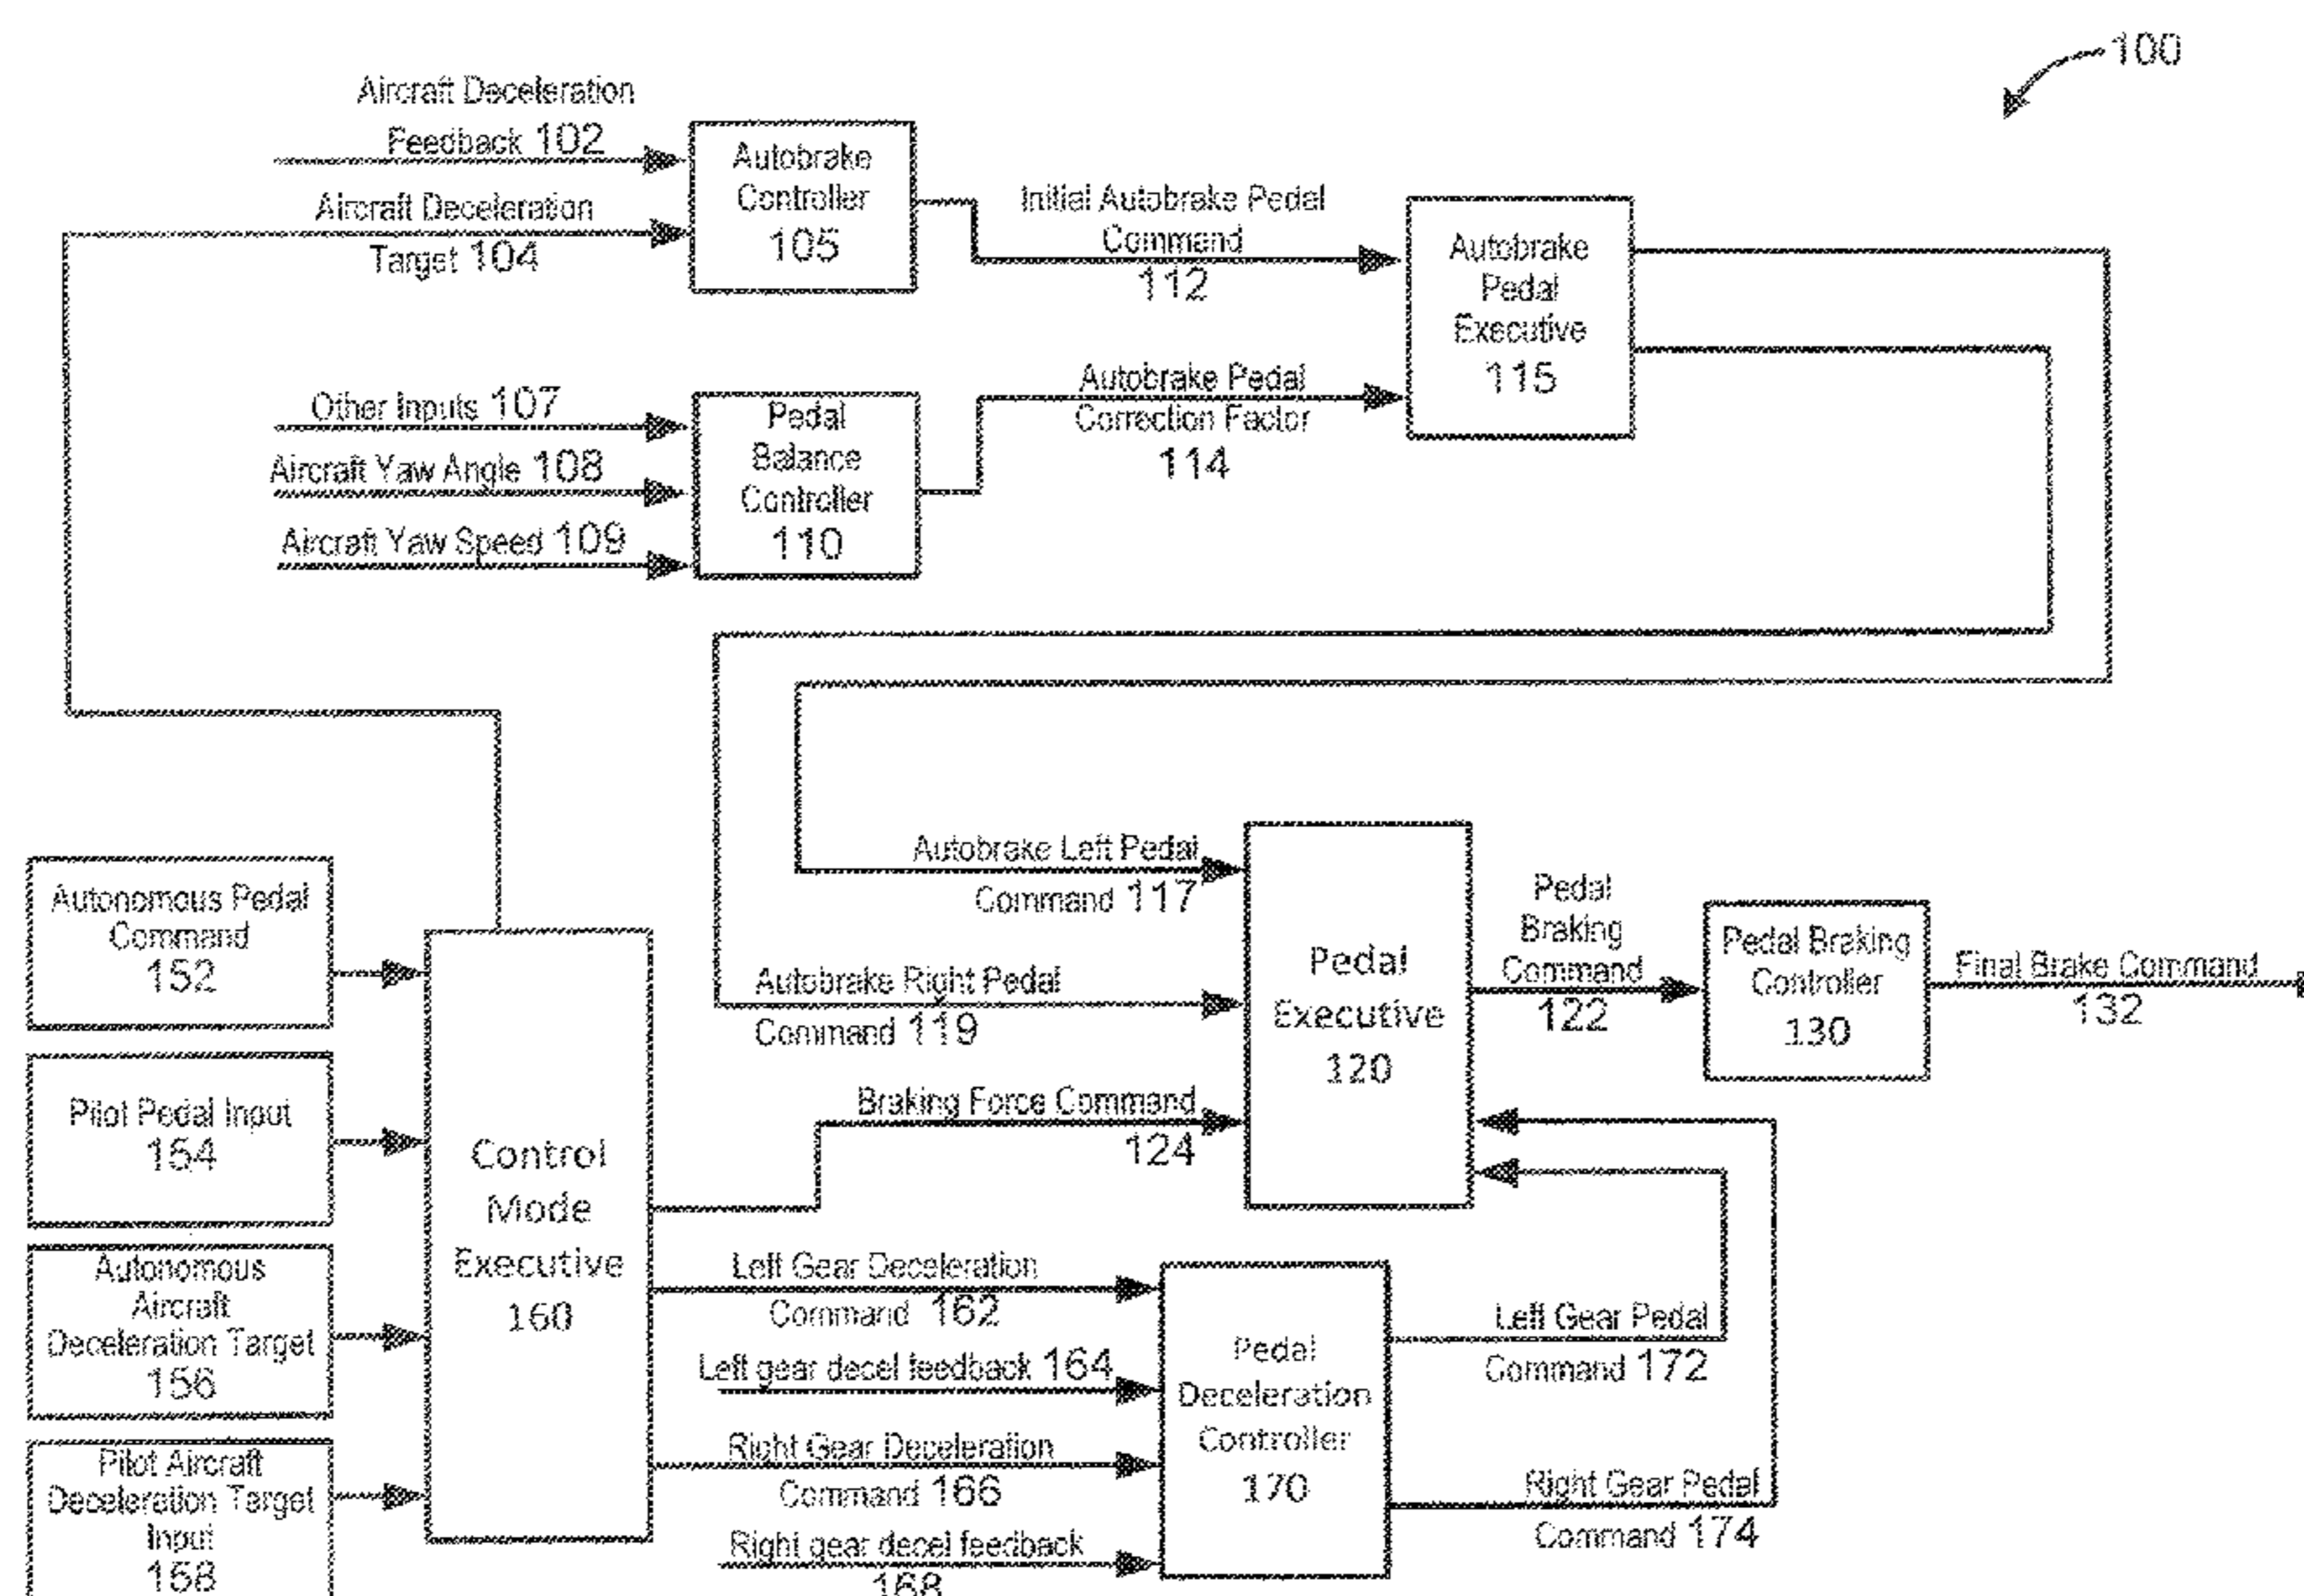 100
Aircraft Deceleration
Feedback 102
Aircraft Deceleration
Target 104
Autobrake
Controller
105
Initial Autobrake Pedal
Command
112
Autobrake
Pedal
Executive
115
Other Inputs 107
Aircraft Yaw Angle 108
Aircraft Yaw Speed 109
Pedal
Balance
Controller
110
Autobrake Pedal
Correction Factor
114
Autonomous Pedal
Command
152
Pilot Pedal Input
154
Autonomous
Aircraft
Deceleration Target
156
Pilot Aircraft
Deceleration Target
Input
158
Control
Mode
Executive
160
Autobrake Left Pedal
Command 117
Autobrake Right Pedal
Command 119
Braking Force Command
124
Pedal
Executive
120
Pedal
Braking
Command
122
Pedal Braking
Controller
130
Final Brake Command
132
Left Gear Deceleration
Command 162
Left gear decel feedback 164
Right Gear Deceleration
Command 166
Right gear decel feedback
168
Pedal
Deceleration
Controller
170
Left Gear Pedal
Command 172
Right Gear Pedal
Command 174